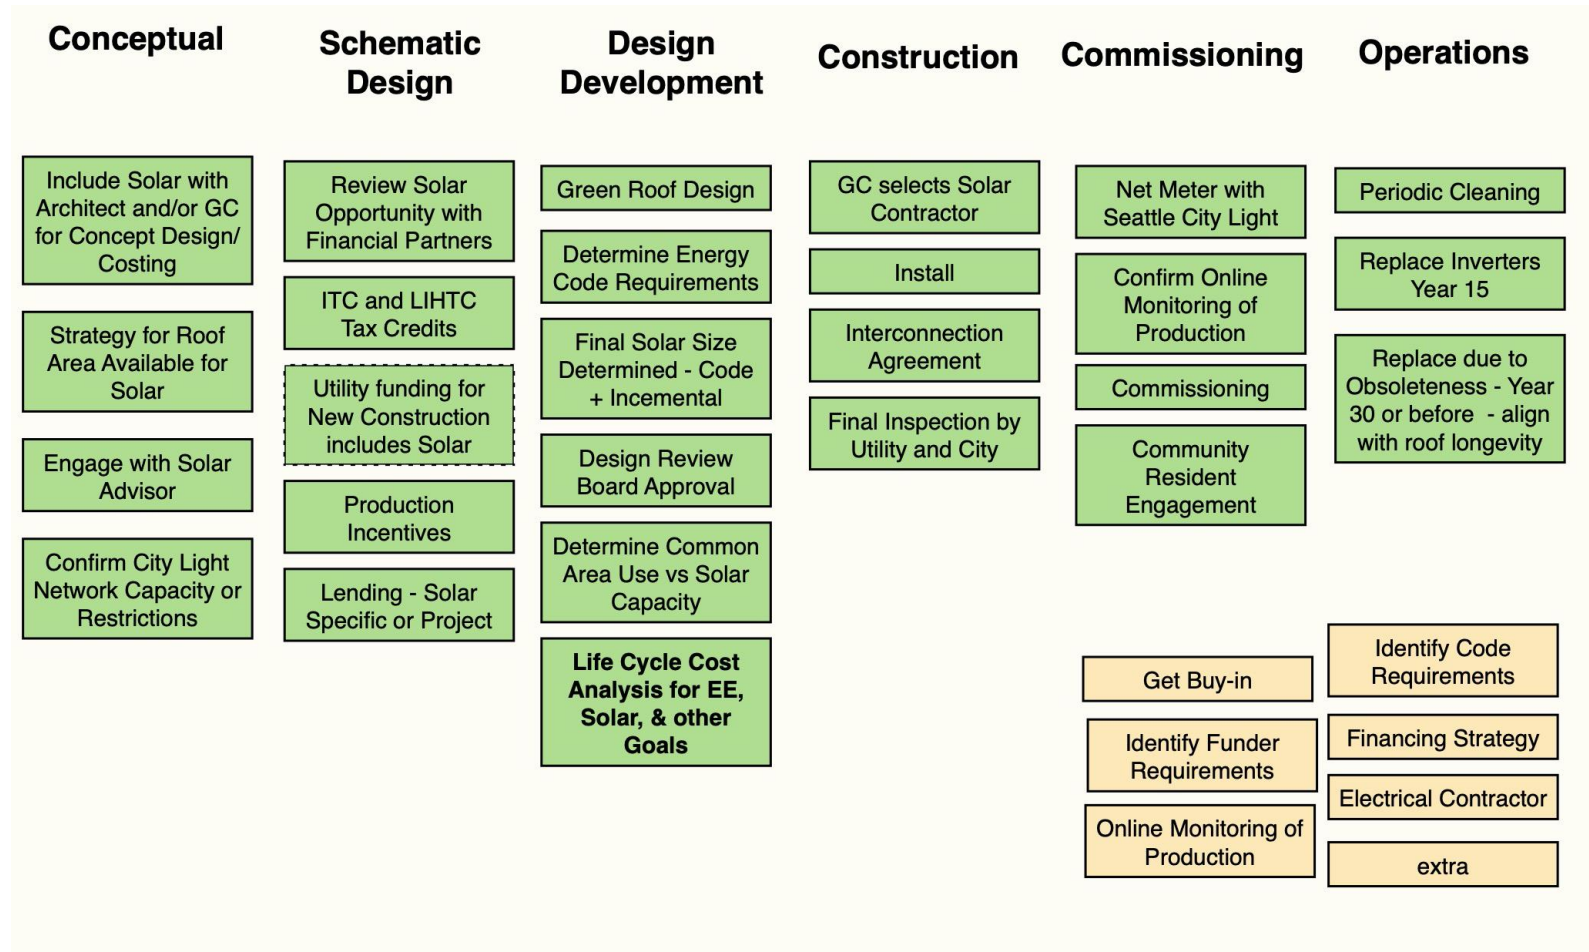 Conceptual
Include Solar with
Architect and/or GC
for Concept Design/
Costing
Strategy for Roof
Area Available for
Solar
Engage with Solar
Advisor
Confirm City Light
Network Capacity or
Restrictions
Schematic
Design
Review Solar
Opportunity with
Financial Partners
ITC and LIHTC
Tax Credits
Utility funding for
New Construction
includes Solar
Production
Incentives
Lending - Solar
Specific or Project
Design
Development
Green Roof Design
Determine Energy
Code Requirements
Final Solar Size
Determined - Code
+ Incemental
Design Review
Board Approval
Determine Common
Area Use vs Solar
Capacity
Life Cycle Cost
Analysis for EE,
Solar, & other
Goals
Construction
GC selects Solar
Contractor
Install
Interconnection
Agreement
Final Inspection by
Utility and City
Commissioning
Net Meter with
Seattle City Light
Confirm Online
Monitoring of
Production
Commissioning
Community
Resident
Engagement
Operations
Periodic Cleaning
Replace Inverters
Year 15
Replace due to
Obsoleteness - Year
30 or before  - align
with roof longevity
Get Buy-in
Identify Funder
Requirements
Online Monitoring of
Production
Identify Code
Requirements
Financing Strategy
Electrical Contractor
extra